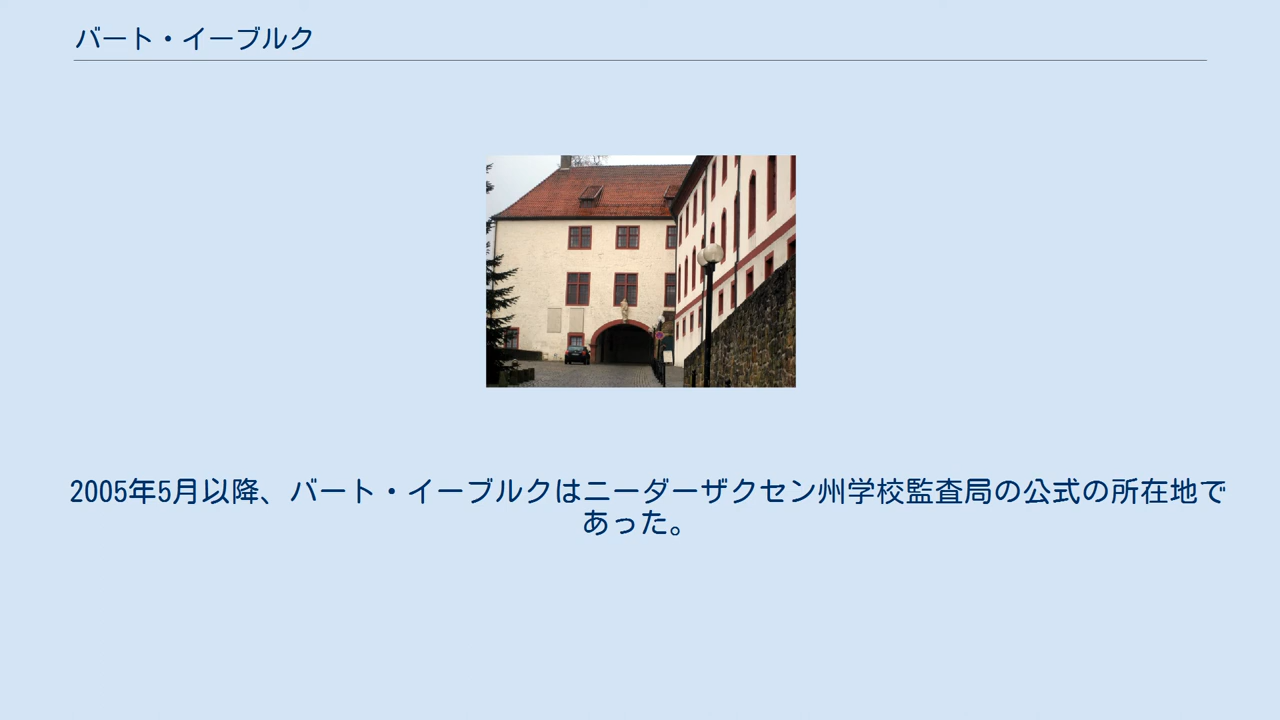 バート・イーブルク
2005年5月以降、バート・イーブルクはニーダーザクセン州学校監査局の公式の所在地で
あった。